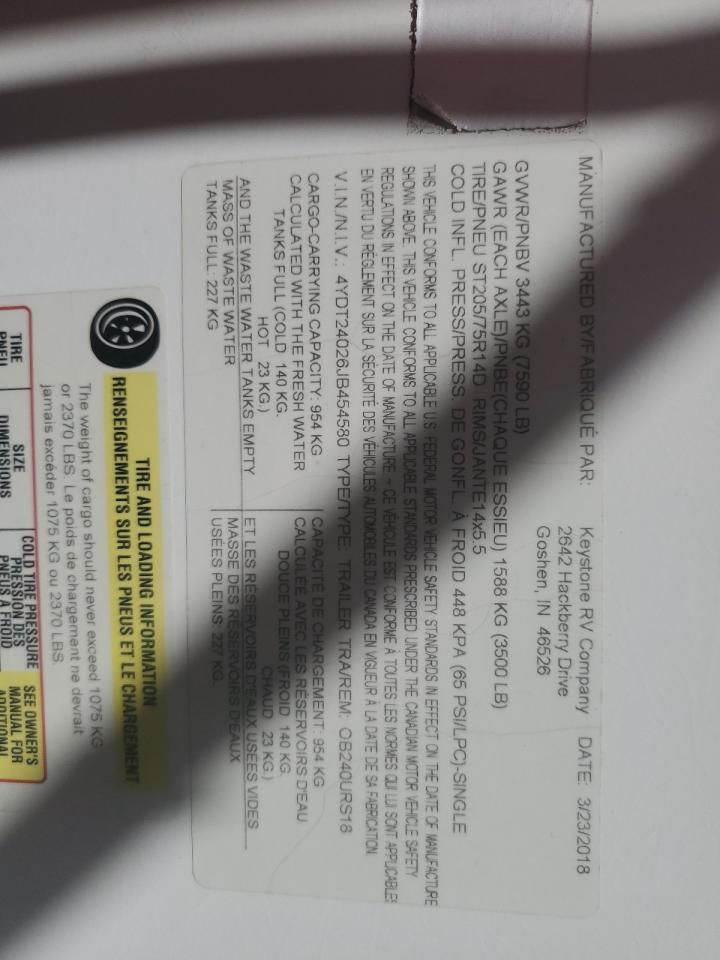 MANUFACTURED BY/FABRIQUÉ PAR: Keystone RV Company DATE: 3/23/2018
2642 Hackberry Drive
Goshen, IN 46526
GVWR/PNBV 3443 KG (7590 LB)
GAWR (EACH AXLE)/PNBE(CHAQUE ESSIEU) 1588 KG (3500 LB)
TIRE/PNEU ST205/75R14D RIMS/JANTE14x5.5
COLD INFL. PRESS/PRESS. DE GONFL. À FROID 448 KPA (65 PSI/LPC)-SINGLE
THIS VEHICLE CONFORMS TO ALL APPLICABLE U.S. FEDERAL MOTOR VEHICLE SAFETY STANDARDS IN EFFECT ON THE DATE OF MANUFACTURE
SHOWN ABOVE. THIS VEHICLE CONFORMS TO ALL APPLICABLE STANDARDS PRESCRIBED UNDER THE CANADIAN MOTOR VEHICLE SAFETY
REGULATIONS IN EFFECT ON THE DATE OF MANUFACTURE – CE VÉHICULE EST CONFORME À TOUTES LES NORMES QUI LUI SONT APPLICABLES
EN VERTU DU RÈGLEMENT SUR LA SÉCURITÉ DES VÉHICULES AUTOMOBILES DU CANADA EN VIGUEUR À LA DATE DE SA FABRICATION.
V.I.N./N.I.V.: 4YDT24026JB454580 TYPE/TYPE: TRAILER TRA/REM: OB240URS18
CARGO-CARRYING CAPACITY: 954 KG
CALCULATED WITH THE FRESH WATER
TANKS FULL (COLD 140 KG.
HOT 23 KG.)
AND THE WASTE WATER TANKS EMPTY
MASS OF WASTE WATER
TANKS FULL: 227 KG
CAPACITÉ DE CHARGEMENT: 954 KG
CALCULÉE AVEC LES RÉSERVOIRS D'EAU
DOUCE PLEINS (FROID 140 KG.
CHAUD 23 KG.)
ET LES RÉSERVOIRS D'EAUX USÉES VIDES
MASSE DES RÉSERVOIRS D'EAUX
USÉES PLEINS: 227 KG.
TIRE AND LOADING INFORMATION
RENSEIGNEMENTS SUR LES PNEUS ET LE CHARGEMENT
The weight of cargo should never exceed 1075 KG
or 2370 LBS. Le poids de chargement ne devrait
jamais excéder 1075 KG ou 2370 LBS.
TIRE
PNEU
SIZE
DIMENSIONS
COLD TIRE PRESSURE
PRESSION DES
PNEUS À FROID
SEE OWNER'S
MANUAL FOR
ADDITIONAL